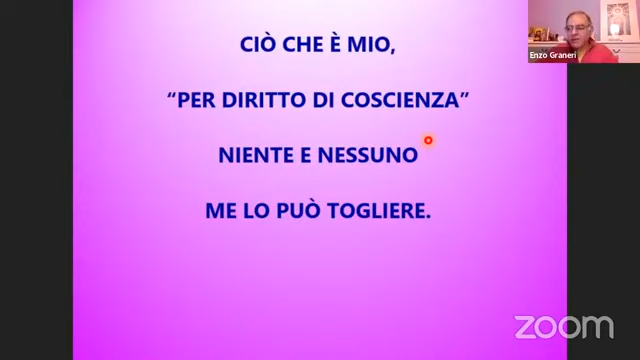 CIÒ CHE È MIO,
“PER DIRITTO DI COSCIENZA”
NIENTE E NESSUNO
ME LO PUÒ TOGLIERE.
Enzo Graneri
zoom